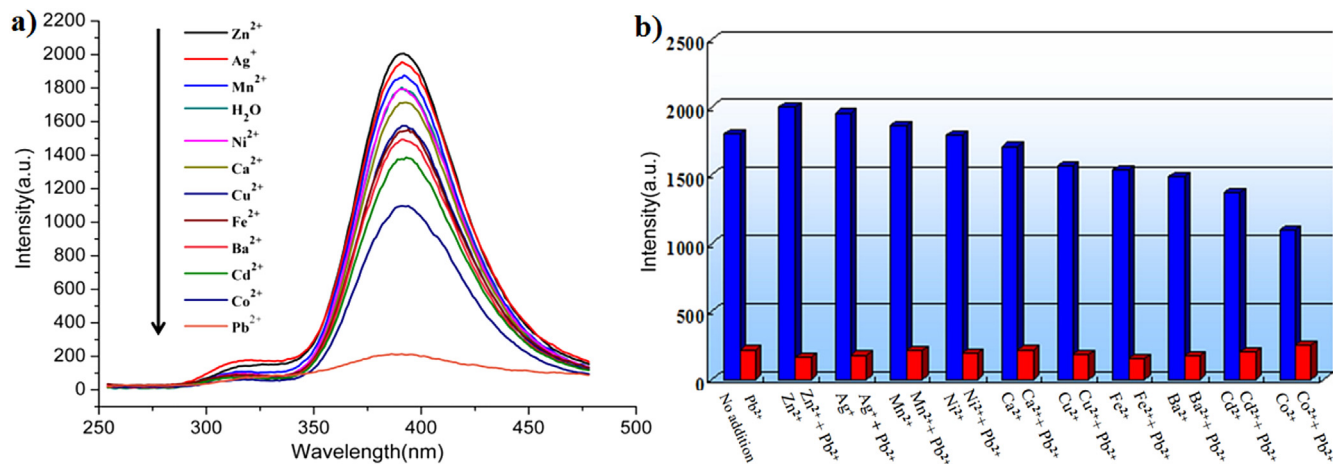 a)
Intensity(a.u.)
2200
2000
1800
1600
1400
1200
1000
800
600
400
200
0
Zn²⁺
Ag⁺
Mn²⁺
H₂O
Ni²⁺
Ca²⁺
Cu²⁺
Fe²⁺
Ba²⁺
Cd²⁺
Co²⁺
Pb²⁺
250 300 350 400 450 500
Wavelength(nm)
b)
Intensity(a.u.)
2500
2000
1500
1000
500
0
No addition
Pb²⁺
Zn²⁺
Zn²⁺+ Pb²⁺
Ag⁺
Ag⁺+ Pb²⁺
Mn²⁺
Mn²⁺+ Pb²⁺
Ni²⁺
Ni²⁺+ Pb²⁺
Ca²⁺
Ca²⁺+ Pb²⁺
Cu²⁺
Cu²⁺+ Pb²⁺
Fe²⁺
Fe²⁺+ Pb²⁺
Ba²⁺
Ba²⁺+ Pb²⁺
Cd²⁺
Cd²⁺+ Pb²⁺
Co²⁺
Co²⁺+ Pb²⁺